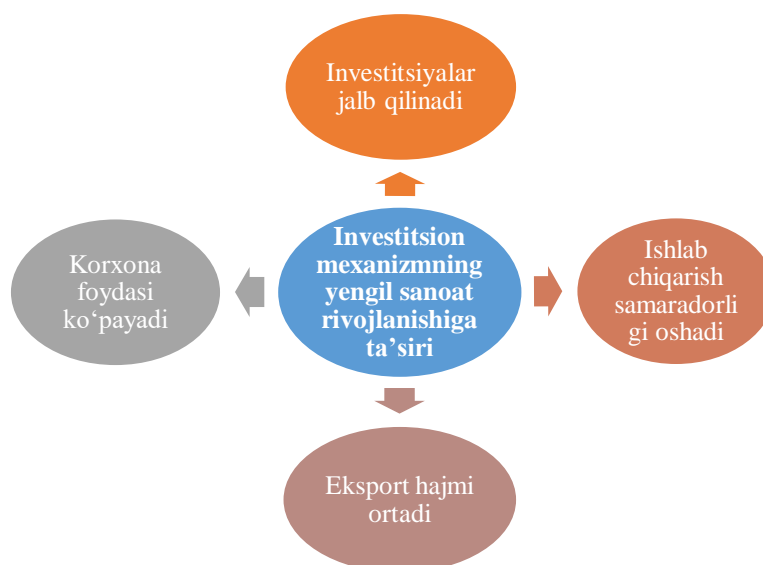 Investitsiyalar
jalb qilinadi
Korxona
foydasi
ko‘payadi
Investitsion
mexanizmning
yengil sanoat
rivojlanishiga
ta’siri
Ishlab
chiqarish
samaradorli
gi oshadi
Eksport hajmi
ortadi